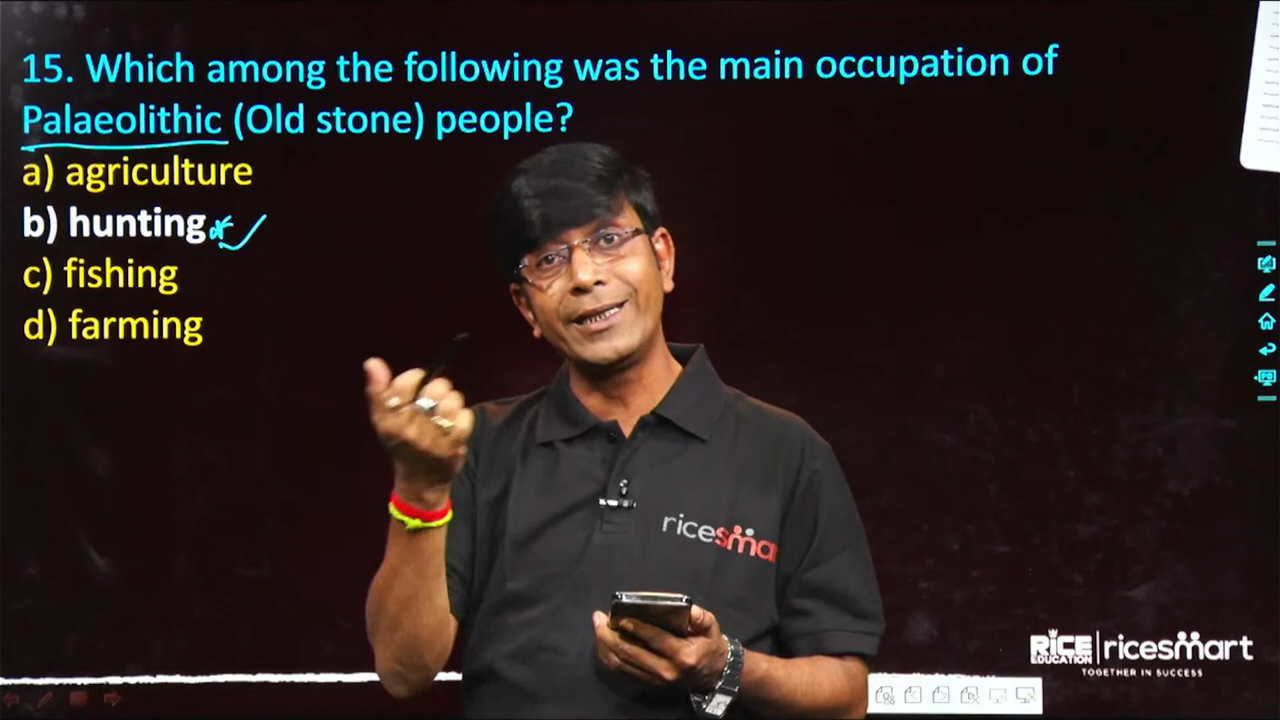 15. Which among the following was the main occupation of
Palaeolithic (Old stone) people?
a) agriculture
b) hunting
c) fishing
d) farming
ricesmar
RICE EDUCATION ricesmart
TOGETHER IN SUCCESS